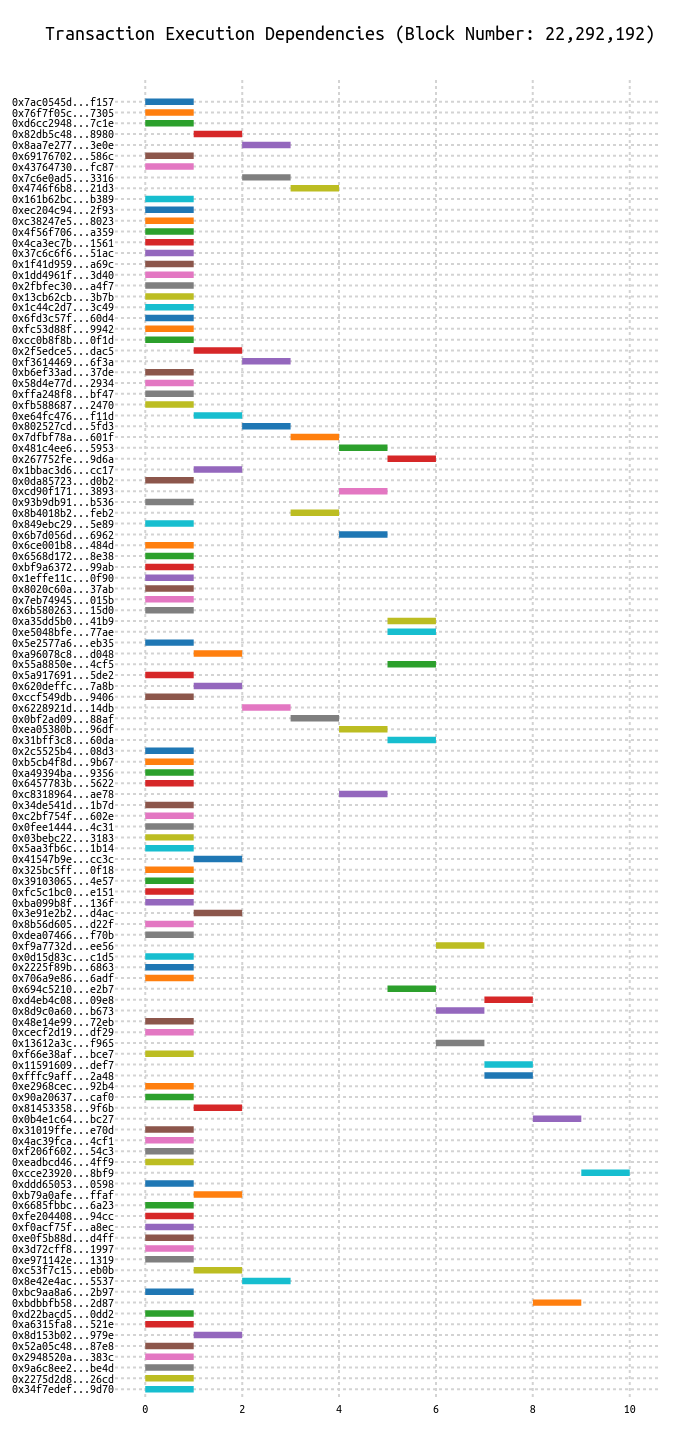 Transaction Execution Dependencies (Block Number: 22,292,192)
0x7ac0545d...f157
0x76f7f05c...7305
0xd6cc2948...7c1e
0x82db5c48...8980
0x8aa7e277...3e0e
0x69176702...586c
0x43764730...fc87
0x7c6e0ad5...3316
0x4746f6b8...21d3
0x161b62bc...b389
0xec204c94...2f93
0xc38247e5...8023
0x4f56f706...a359
0x4ca3ec7b...1561
0x37c6c6f6...51ac
0x1f41d959...a69c
0x1dd4961f...3d40
0x2fbfec30...a4f7
0x13cb62cb...3b7b
0x1c44c2d7...3c49
0x6fd3c57f...60d4
0xfc53d88f...9942
0xcc0b8f8b...0f1d
0x2f5edce5...dac5
0xf3614469...6f3a
0xb6ef33ad...37de
0x58d4e77d...2934
0xffa248f8...bf47
0xfb588687...2470
0xe64fc476...f11d
0x802527cd...5fd3
0x7dfbf78a...601f
0x481c4ee6...5953
0x267752fe...9d6a
0x1bbac3d6...cc17
0x0da85723...d0b2
0xcd90f171...3893
0x93b9db91...b536
0x8b4018b2...feb2
0x849ebc29...5e89
0x6b7d056d...6962
0x6ce001b8...484d
0x6568d172...8e38
0xbf9a6372...99ab
0x1effe11c...0f90
0x8020c60a...37ab
0x7eb74945...015b
0x6b580263...15d0
0xa35dd5b0...41b9
0xe5048bfe...77ae
0x5e2577a6...eb35
0xa96078c8...d048
0x55a8850e...4cf5
0x5a917691...5de2
0x620deffc...7a8b
0xccf549db...9406
0x6228921d...14db
0x0bf2ad09...88af
0xea05380b...96df
0x31bff3c8...60da
0x2c5525b4...08d3
0xb5cb4f8d...9b67
0xa49394ba...9356
0x6457783b...5622
0xc8318964...ae78
0x34de541d...1b7d
0xc2bf754f...602e
0x0fee1444...4c31
0x03bebc22...3183
0x5aa3fb6c...1b14
0x41547b9e...cc3c
0x325bc5ff...0f18
0x39103065...4e57
0xfc5c1bc0...e151
0xba099b8f...136f
0x3e91e2b2...d4ac
0x8b56d605...d22f
0xdea07466...f70b
0xf9a7732d...ee56
0x0d15d83c...c1d5
0x2225f89b...6863
0x706a9e86...6adf
0x694c5210...e2b7
0xd4eb4c08...09e8
0x8d9c0a60...b673
0x48e14e99...72eb
0xcecf2d19...df29
0x13612a3c...f965
0xf66e38af...bce7
0x11591609...def7
0xfffc9aff...2a48
0xe2968cec...92b4
0x90a20637...caf0
0x81453358...9f6b
0x0b4e1c64...bc27
0x31019ffe...e70d
0x4ac39fca...4cf1
0xf206f602...54c3
0xeadbcd46...4ff9
0xcce23920...8bf9
0xddd65053...0598
0xb79a0afe...ffaf
0x6685fbbc...6a23
0xfe204408...94cc
0xf0acf75f...a8ec
0xe0f5b88d...d4ff
0x3d72cff8...1997
0xe971142e...1319
0xc53f7c15...eb0b
0x8e42e4ac...5537
0xbc9aa8a6...2b97
0xbdbbfb58...2d87
0xd22bacd5...0dd2
0xa6315fa8...521e
0x8d153b02...979e
0x52a05c48...87e8
0x2948520a...383c
0x9a6c8ee2...be4d
0x2275d2d8...26cd
0x34f7edef...9d70
0 2 4 6 8 10